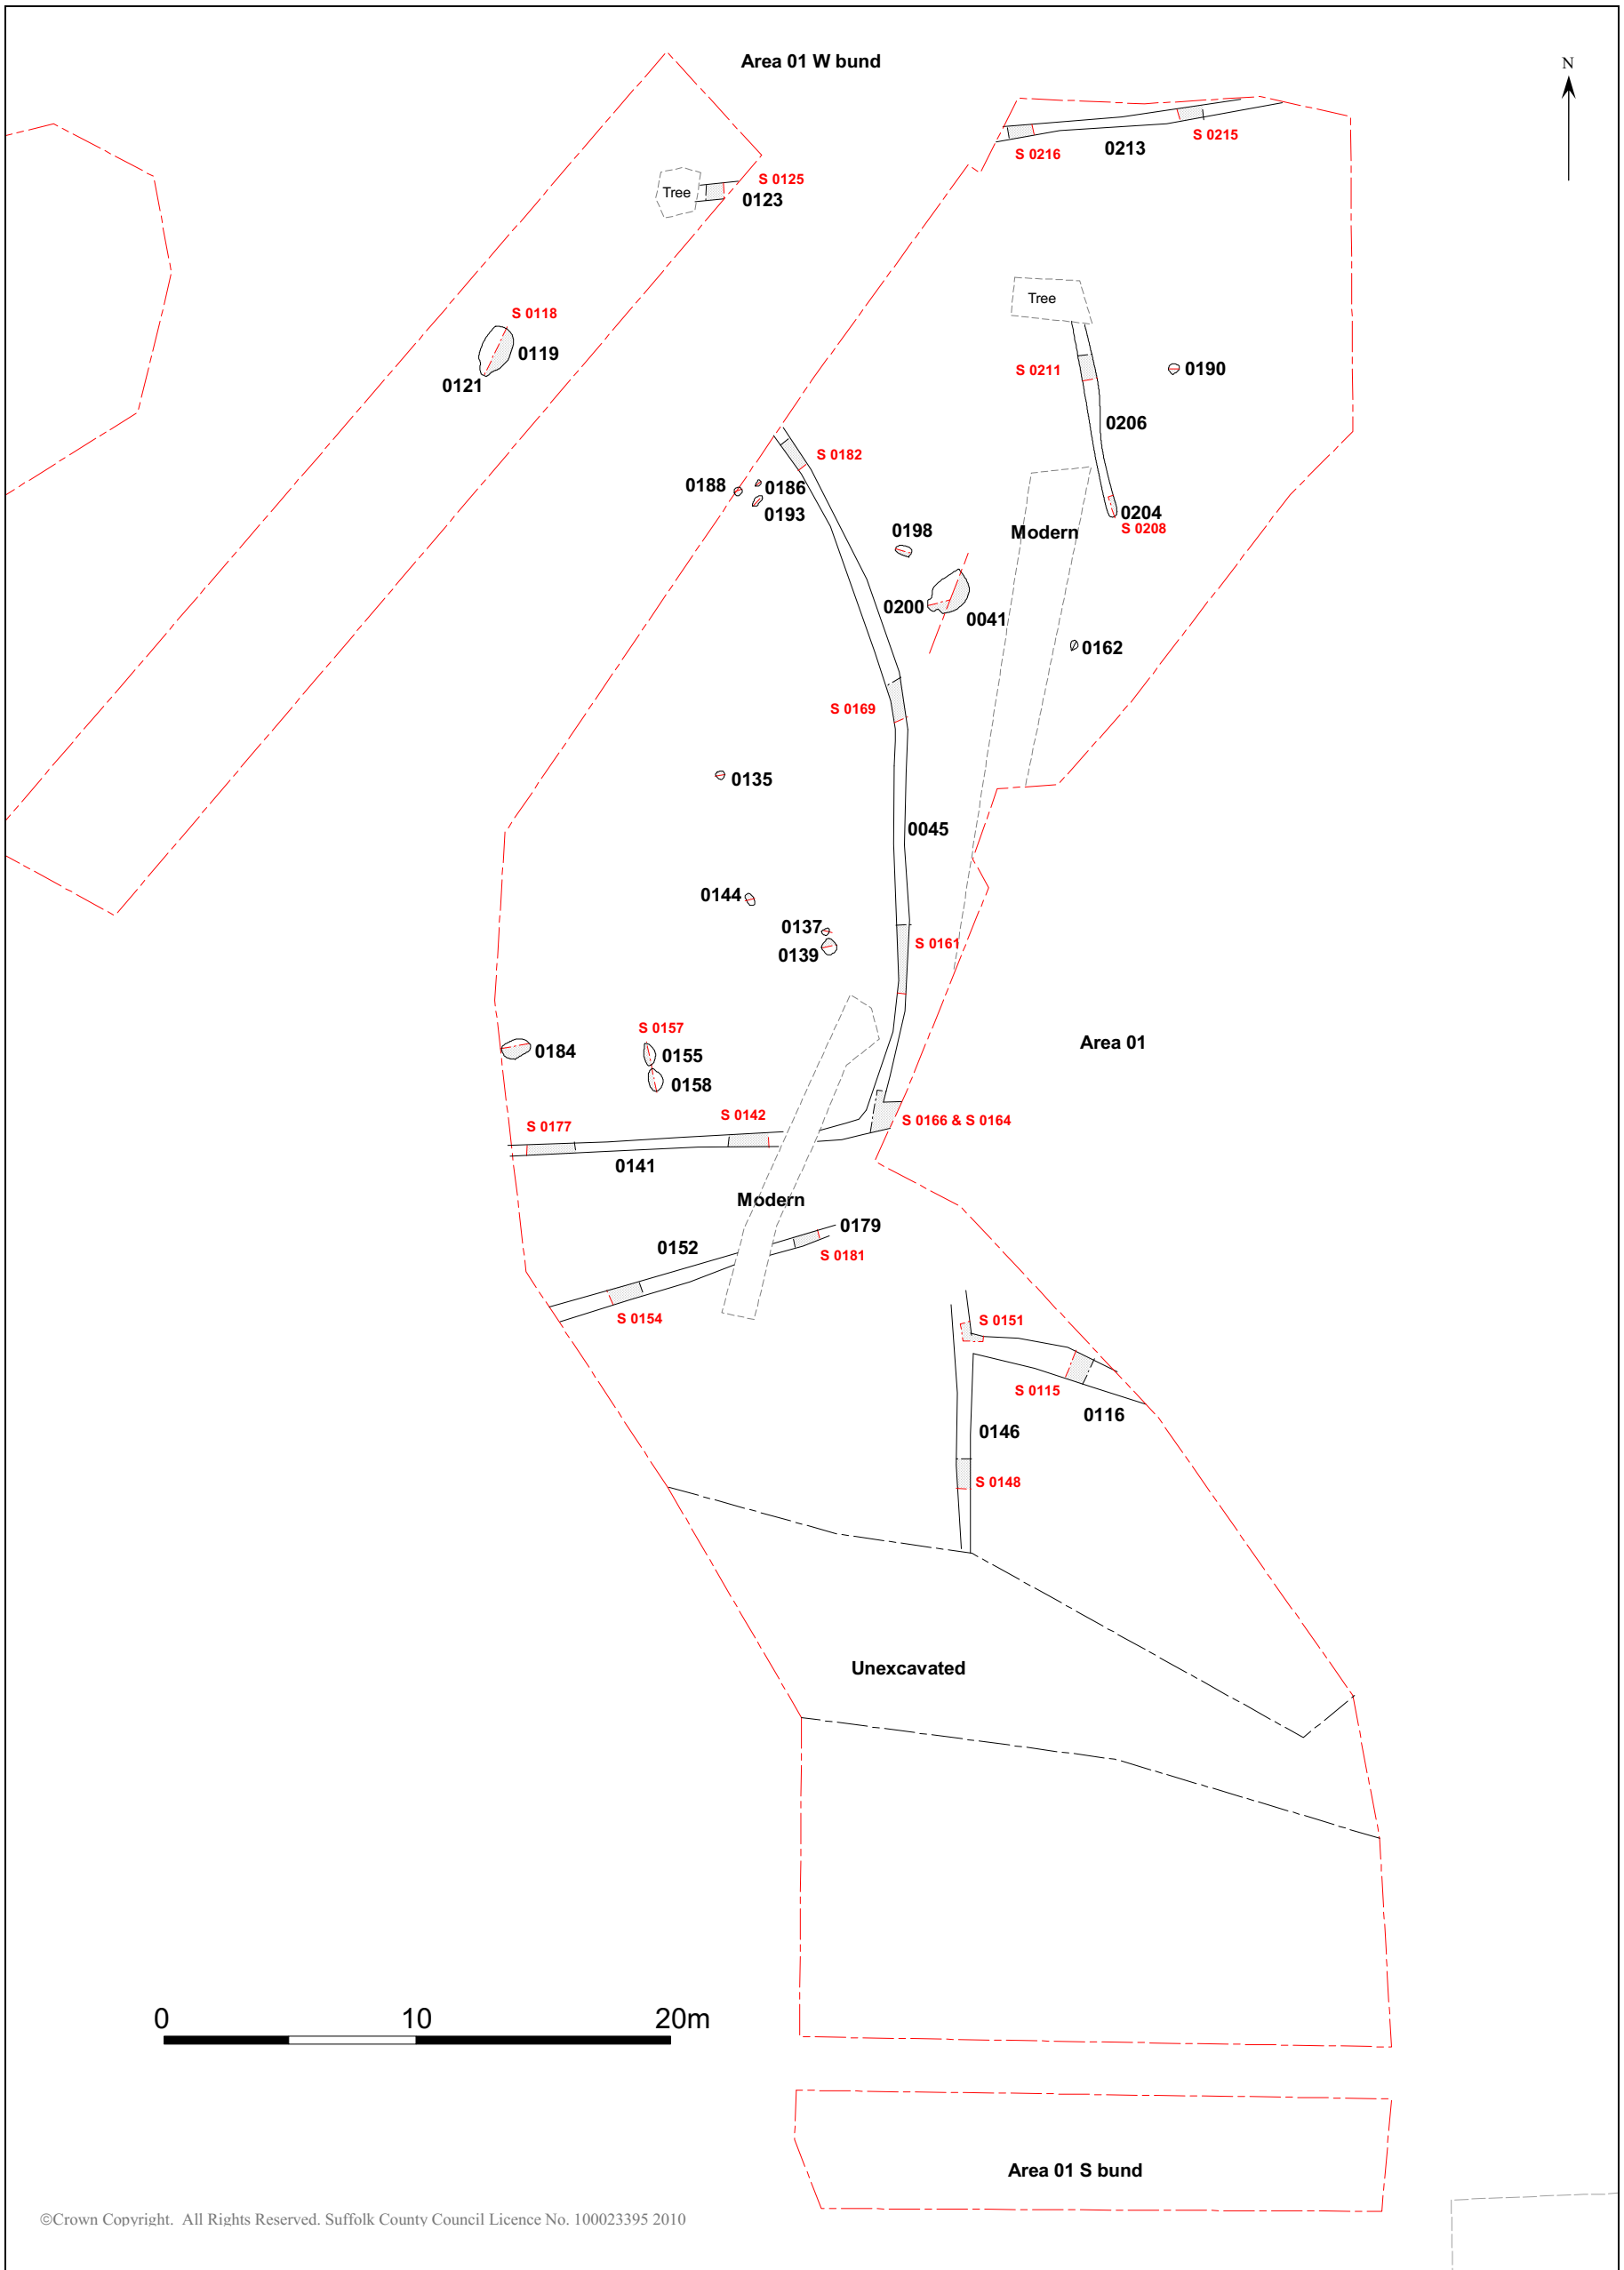 Area 01 W bund
N
S 0216
0213
S 0215
Tree
S 0125
0123
Tree
S 0118
0119
0121
S 0211
0190
0206
S 0182
0188
0186
0193
0204
S 0208
0198
Modern
0200
0041
0162
S 0169
0135
0045
0144
0137
0139
S 0161
S 0157
0184
0155
0158
Area 01
S 0177
S 0142
S 0166 & S 0164
0141
Modern
0179
0152
S 0181
S 0154
S 0151
S 0115
0116
0146
S 0148
Unexcavated
0 10 20m
Area 01 S bund
©Crown Copyright. All Rights Reserved. Suffolk County Council Licence No. 100023395 2010